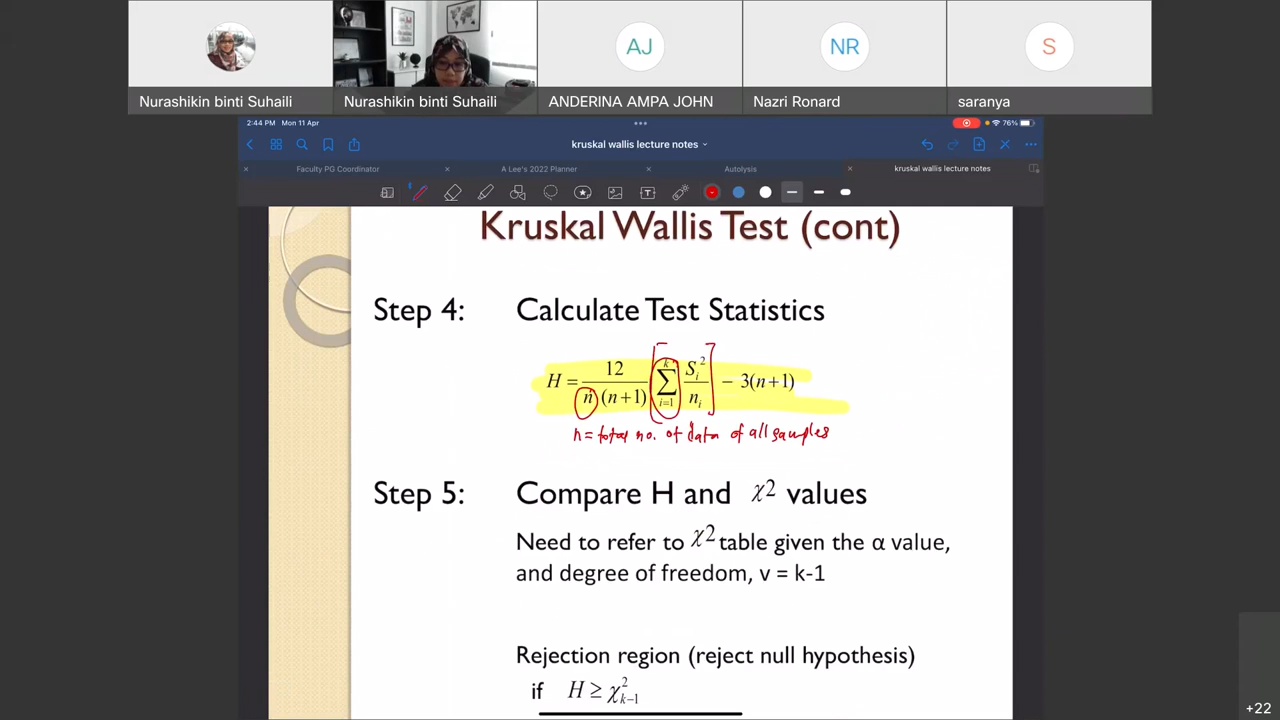 AJ
NR
S
Nurashikin binti Suhaili
Nurashikin binti Suhaili
ANDERINA AMPA JOHN
Nazri Ronard
saranya
2:44 PM Mon 11 Apr
76%
kruskal wallis lecture notes
Faculty PG Coordinator
A Lee's 2022 Planner
Autolysis
kruskal wallis lecture notes
Kruskal Wallis Test (cont)
Step 4: Calculate Test Statistics
H = 12 / n (n+1) [ k ∑ i=1 S_i^2 / n_i ] − 3(n+1)
n = total no. of data of all samples
Step 5: Compare H and χ2 values
Need to refer to χ2 table given the α value,
and degree of freedom, v = k-1
Rejection region (reject null hypothesis)
if H ≥ χ²_{k−1}
+22